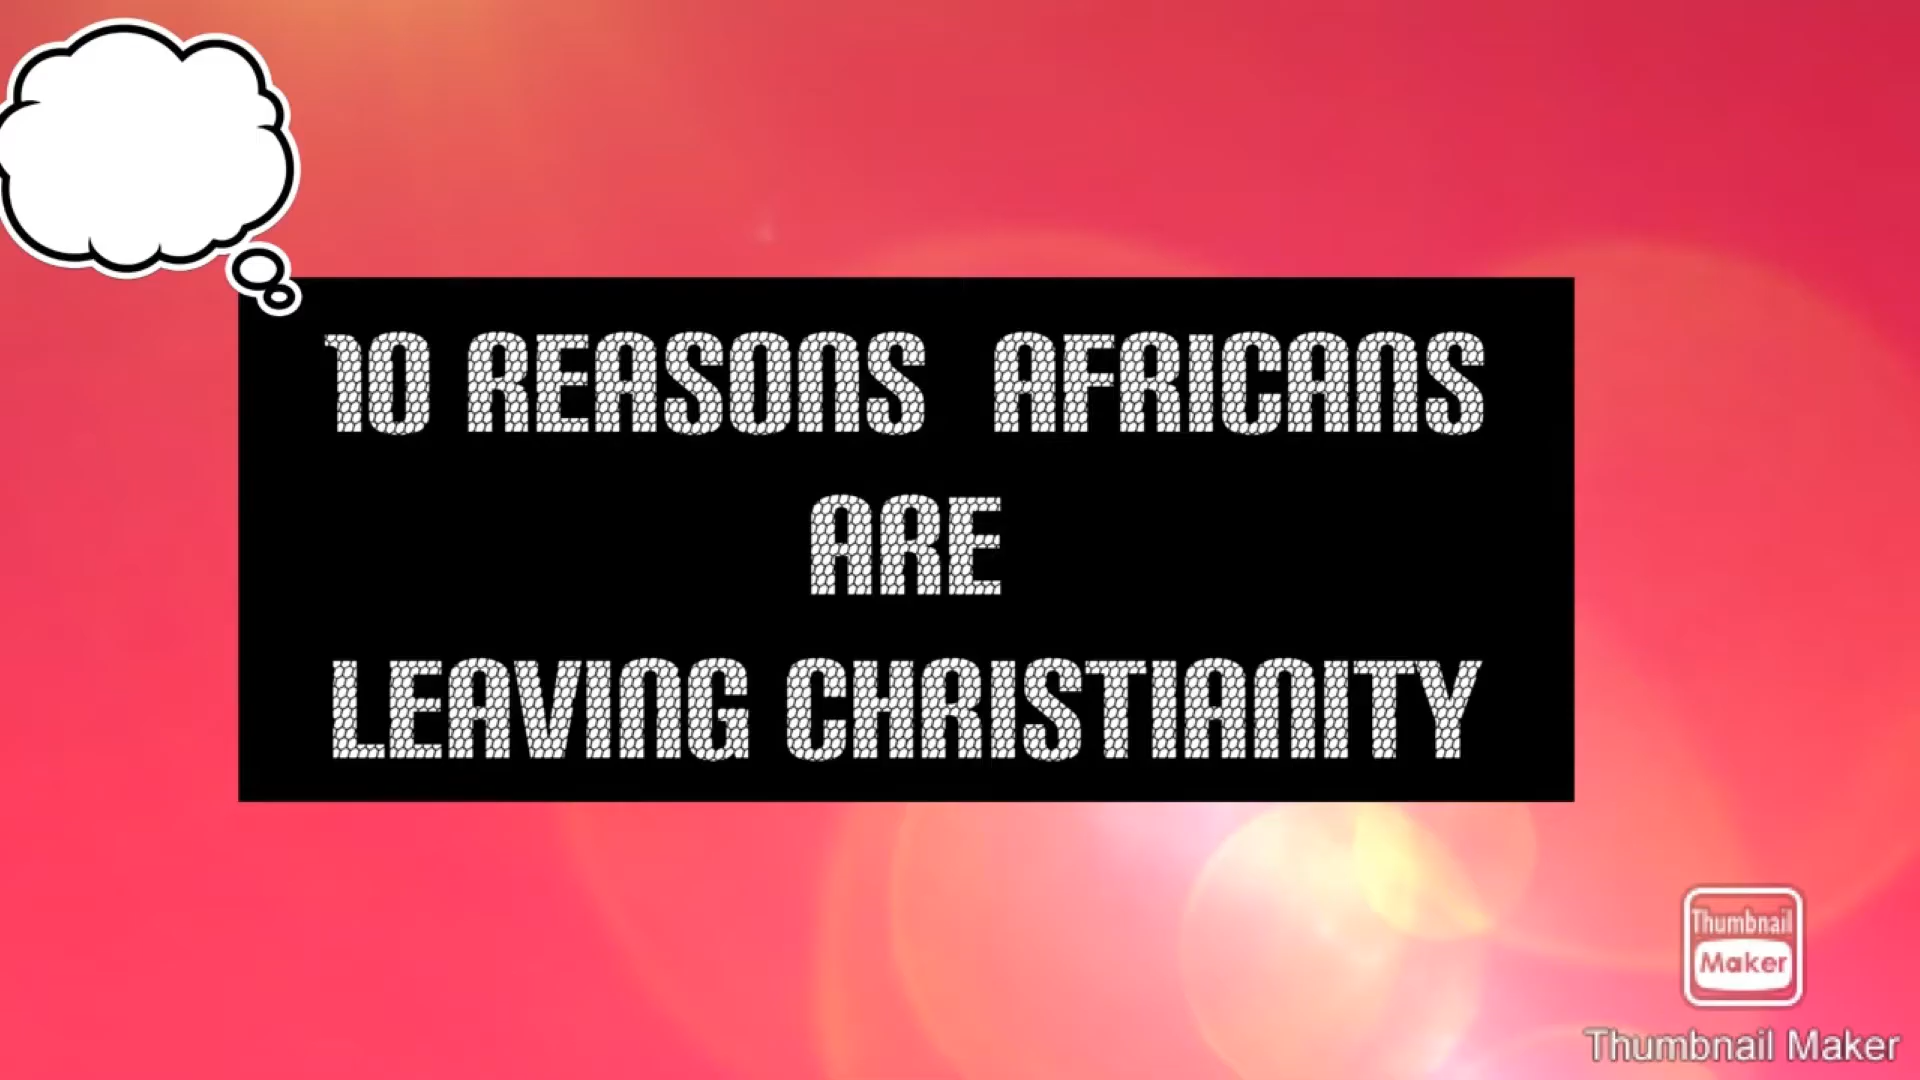 10 REASONS AFRICANS
ARE
LEAVING CHRISTIANITY
Thumbnail
Maker
Thumbnail Maker